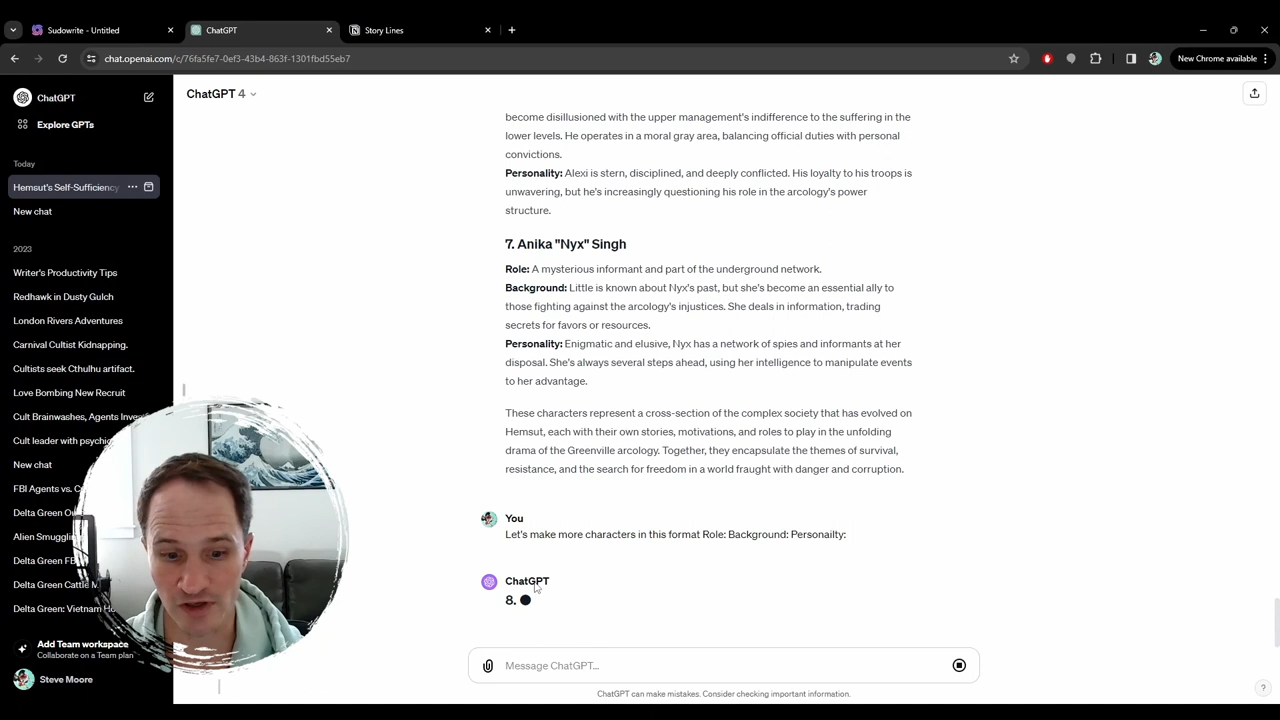 Sudowrite - Untitled
ChatGPT
Story Lines
chat.openai.com/c/76fa5fe7-0ef3-43b4-863f-1301fbd55eb7
New Chrome available
ChatGPT
ChatGPT 4
Explore GPTs
Today
Hemsut's Self-Sufficiency
New chat
2023
Writer's Productivity Tips
Redhawk in Dusty Gulch
London Rivers Adventures
Carnival Cultist Kidnapping.
Cultists seek Cthulhu artifact.
Love Bombing New Recruit
Cult Brainwashes, Agents Inve
Cult leader with psychic
New chat
FBI Agents vs. C
Delta Green O
Alien Smuggli
Delta Green FB
Delta Green Cattle M
Delta Green: Vietnam Ho
Add Team workspace
Collaborate on a Team plan
Steve Moore
become disillusioned with the upper management's indifference to the suffering in the
lower levels. He operates in a moral gray area, balancing official duties with personal
convictions.
Personality: Alexi is stern, disciplined, and deeply conflicted. His loyalty to his troops is
unwavering, but he's increasingly questioning his role in the arcology's power
structure.
7. Anika "Nyx" Singh
Role: A mysterious informant and part of the underground network.
Background: Little is known about Nyx's past, but she's become an essential ally to
those fighting against the arcology's injustices. She deals in information, trading
secrets for favors or resources.
Personality: Enigmatic and elusive, Nyx has a network of spies and informants at her
disposal. She's always several steps ahead, using her intelligence to manipulate events
to her advantage.
These characters represent a cross-section of the complex society that has evolved on
Hemsut, each with their own stories, motivations, and roles to play in the unfolding
drama of the Greenville arcology. Together, they encapsulate the themes of survival,
resistance, and the search for freedom in a world fraught with danger and corruption.
You
Let's make more characters in this format Role: Background: Personailty:
ChatGPT
8.
Message ChatGPT...
ChatGPT can make mistakes. Consider checking important information.
?